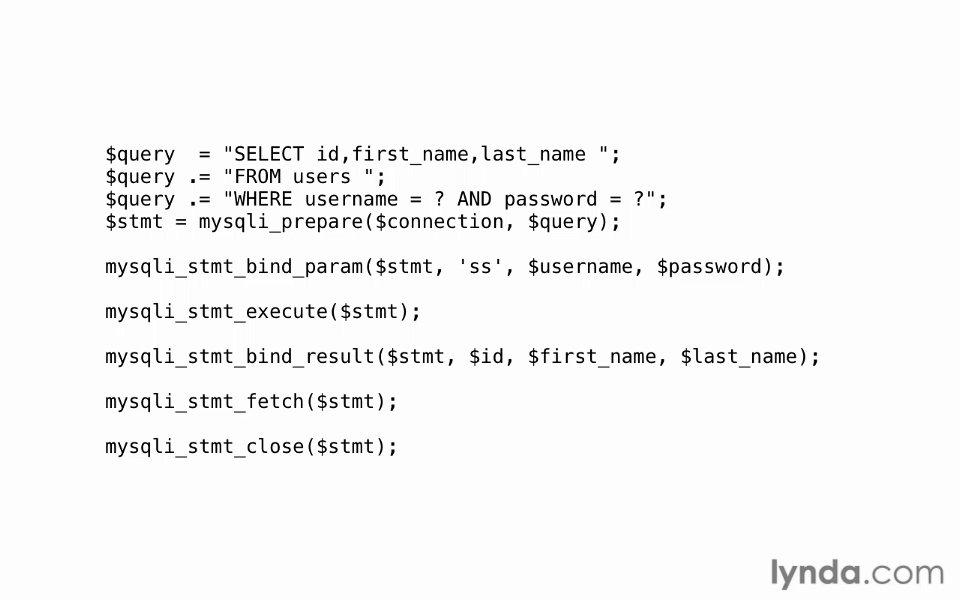 $query  = "SELECT id,first_name,last_name ";
$query .= "FROM users ";
$query .= "WHERE username = ? AND password = ?";
$stmt = mysqli_prepare($connection, $query);
mysqli_stmt_bind_param($stmt, 'ss', $username, $password);
mysqli_stmt_execute($stmt);
mysqli_stmt_bind_result($stmt, $id, $first_name, $last_name);
mysqli_stmt_fetch($stmt);
mysqli_stmt_close($stmt);
lynda.com